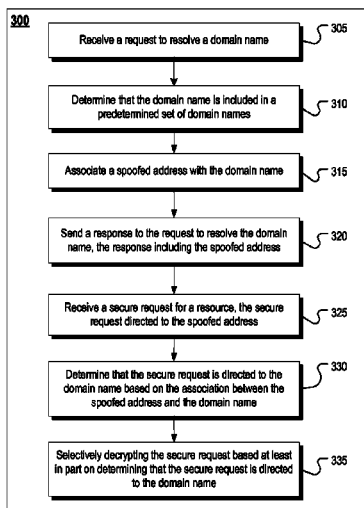 300
Receive a request to resolve a domain name
305
Determine that the domain name is included in a
predetermined set of domain names
310
Associate a spoofed address with the domain name
315
Send a response to the request to resolve the domain
name, the response including the spoofed address
320
Receive a secure request for a resource, the secure
request directed to the spoofed address
325
Determine that the secure request is directed to the
domain name based on the association between the
spoofed address and the domain name
330
Selectively decrypting the secure request based at least
in part on determining that the secure request is directed
to the domain name
335